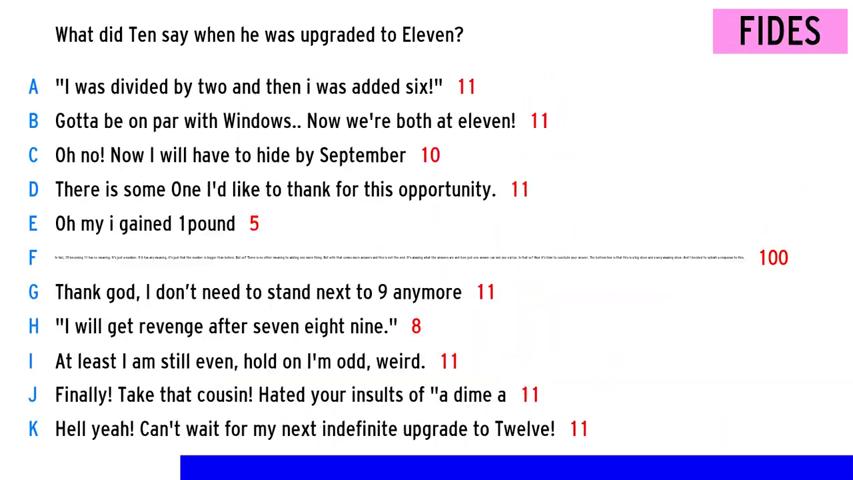 What did Ten say when he was upgraded to Eleven?
FIDES
A "I was divided by two and then i was added six!" 11
B Gotta be on par with Windows.. Now we're both at eleven! 11
C Oh no! Now I will have to hide by September 10
D There is some One I'd like to thank for this opportunity. 11
E Oh my i gained 1pound 5
F 100
G Thank god, I don't need to stand next to 9 anymore 11
H "I will get revenge after seven eight nine." 8
I At least I am still even, hold on I'm odd, weird. 11
J Finally! Take that cousin! Hated your insults of "a dime a 11
K Hell yeah! Can't wait for my next indefinite upgrade to Twelve! 11